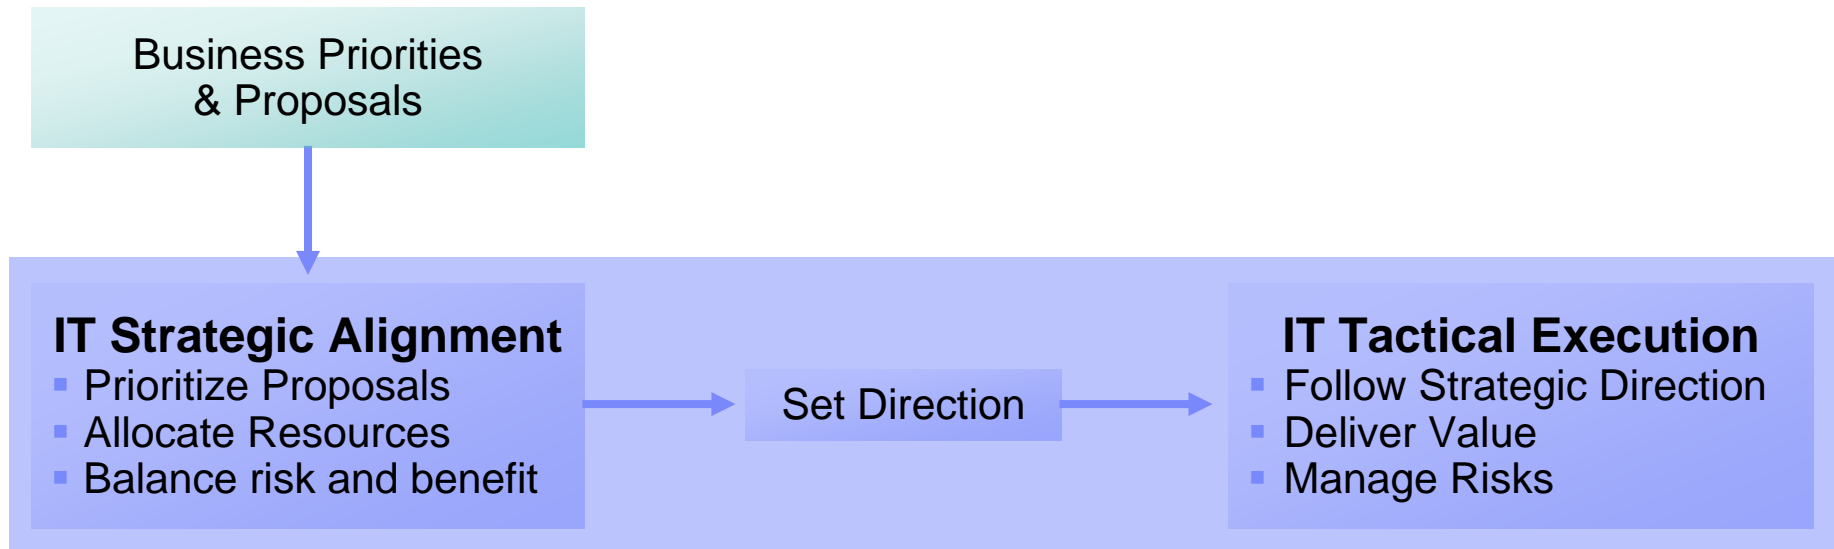 Business Priorities
& Proposals
IT Strategic Alignment
▪ Prioritize Proposals
▪ Allocate Resources
▪ Balance risk and benefit
Set Direction
IT Tactical Execution
▪ Follow Strategic Direction
▪ Deliver Value
▪ Manage Risks